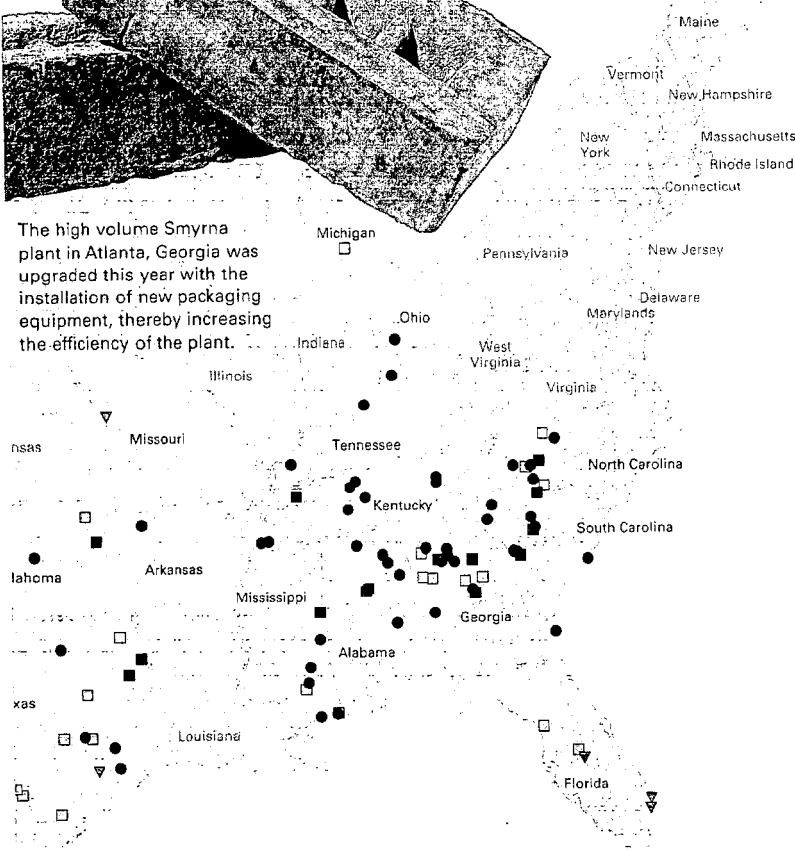 Maine
Vermont
New Hampshire
New
York
Massachusetts
Rhode Island
Connecticut
The high volume Smyrna
plant in Atlanta, Georgia was
upgraded this year with the
installation of new packaging
equipment, thereby increasing
the efficiency of the plant.
Michigan
Pennsylvania
New Jersey
Delaware
Marylands
Ohio
Indiana
West
Virginia
Illinois
Virginia
nsas
Missouri
Tennessee
North Carolina
Kentucky
South Carolina
lahoma
Arkansas
Mississippi
Georgia
Alabama
xas
Louisiana
Florida